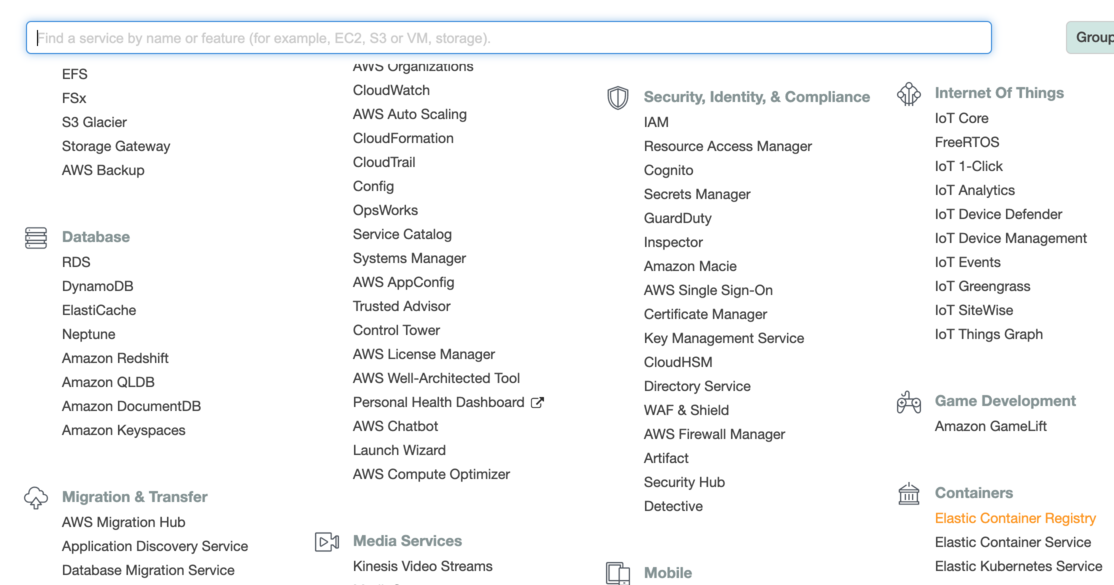 Find a service by name or feature (for example, EC2, S3 or VM, storage).
Group
EFS
FSx
S3 Glacier
Storage Gateway
AWS Backup
Database
RDS
DynamoDB
ElastiCache
Neptune
Amazon Redshift
Amazon QLDB
Amazon DocumentDB
Amazon Keyspaces
Migration & Transfer
AWS Migration Hub
Application Discovery Service
Database Migration Service
AWS Organizations
CloudWatch
AWS Auto Scaling
CloudFormation
CloudTrail
Config
OpsWorks
Service Catalog
Systems Manager
AWS AppConfig
Trusted Advisor
Control Tower
AWS License Manager
AWS Well-Architected Tool
Personal Health Dashboard
AWS Chatbot
Launch Wizard
AWS Compute Optimizer
Media Services
Kinesis Video Streams
Security, Identity, & Compliance
IAM
Resource Access Manager
Cognito
Secrets Manager
GuardDuty
Inspector
Amazon Macie
AWS Single Sign-On
Certificate Manager
Key Management Service
CloudHSM
Directory Service
WAF & Shield
AWS Firewall Manager
Artifact
Security Hub
Detective
Mobile
Internet Of Things
IoT Core
FreeRTOS
IoT 1-Click
IoT Analytics
IoT Device Defender
IoT Device Management
IoT Events
IoT Greengrass
IoT SiteWise
IoT Things Graph
Game Development
Amazon GameLift
Containers
Elastic Container Registry
Elastic Container Service
Elastic Kubernetes Service